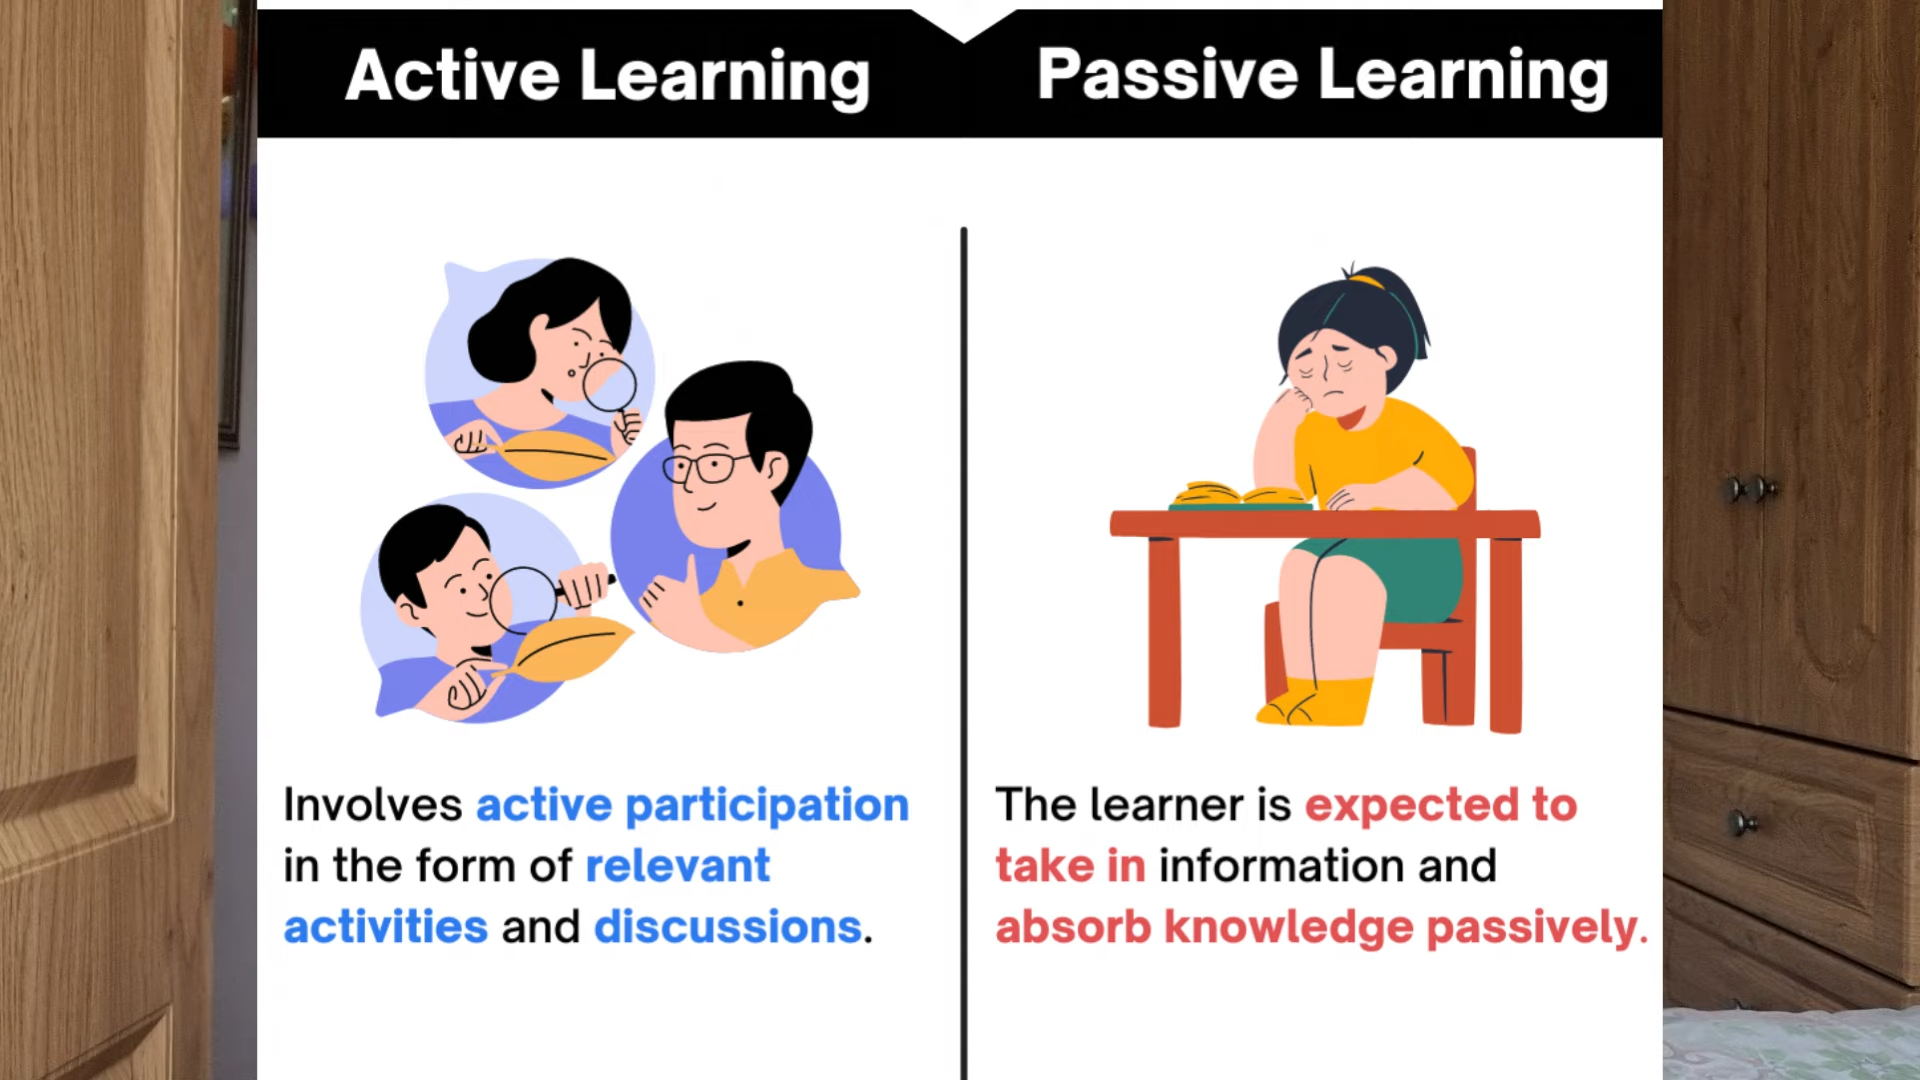 Active Learning
Passive Learning
Involves active participation
in the form of relevant
activities and discussions.
The learner is expected to
take in information and
absorb knowledge passively.